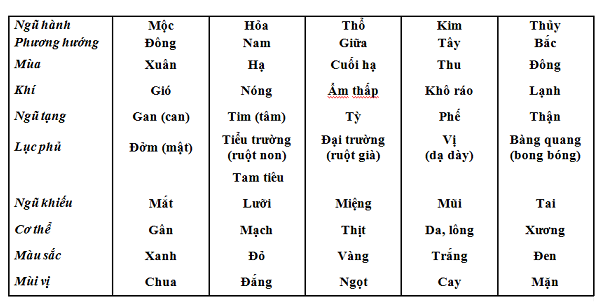 Ngũ hành Mộc Hỏa Thổ Kim Thủy
Phương hướng Đông Nam Giữa Tây Bắc
Mùa Xuân Hạ Cuối hạ Thu Đông
Khí Gió Nóng Ẩm thấp Khô ráo Lạnh
Ngũ tạng Gan (can) Tim (tâm) Tỳ Phế Thận
Lục phủ Đởm (mật) Tiểu trường (ruột non) Đại trường (ruột già) Vị (dạ dày) Bàng quang (bong bóng)
Tam tiêu
Ngũ khiếu Mắt Lưỡi Miệng Mũi Tai
Cơ thể Gân Mạch Thịt Da, lông Xương
Màu sắc Xanh Đỏ Vàng Trắng Đen
Mùi vị Chua Đắng Ngọt Cay Mặn